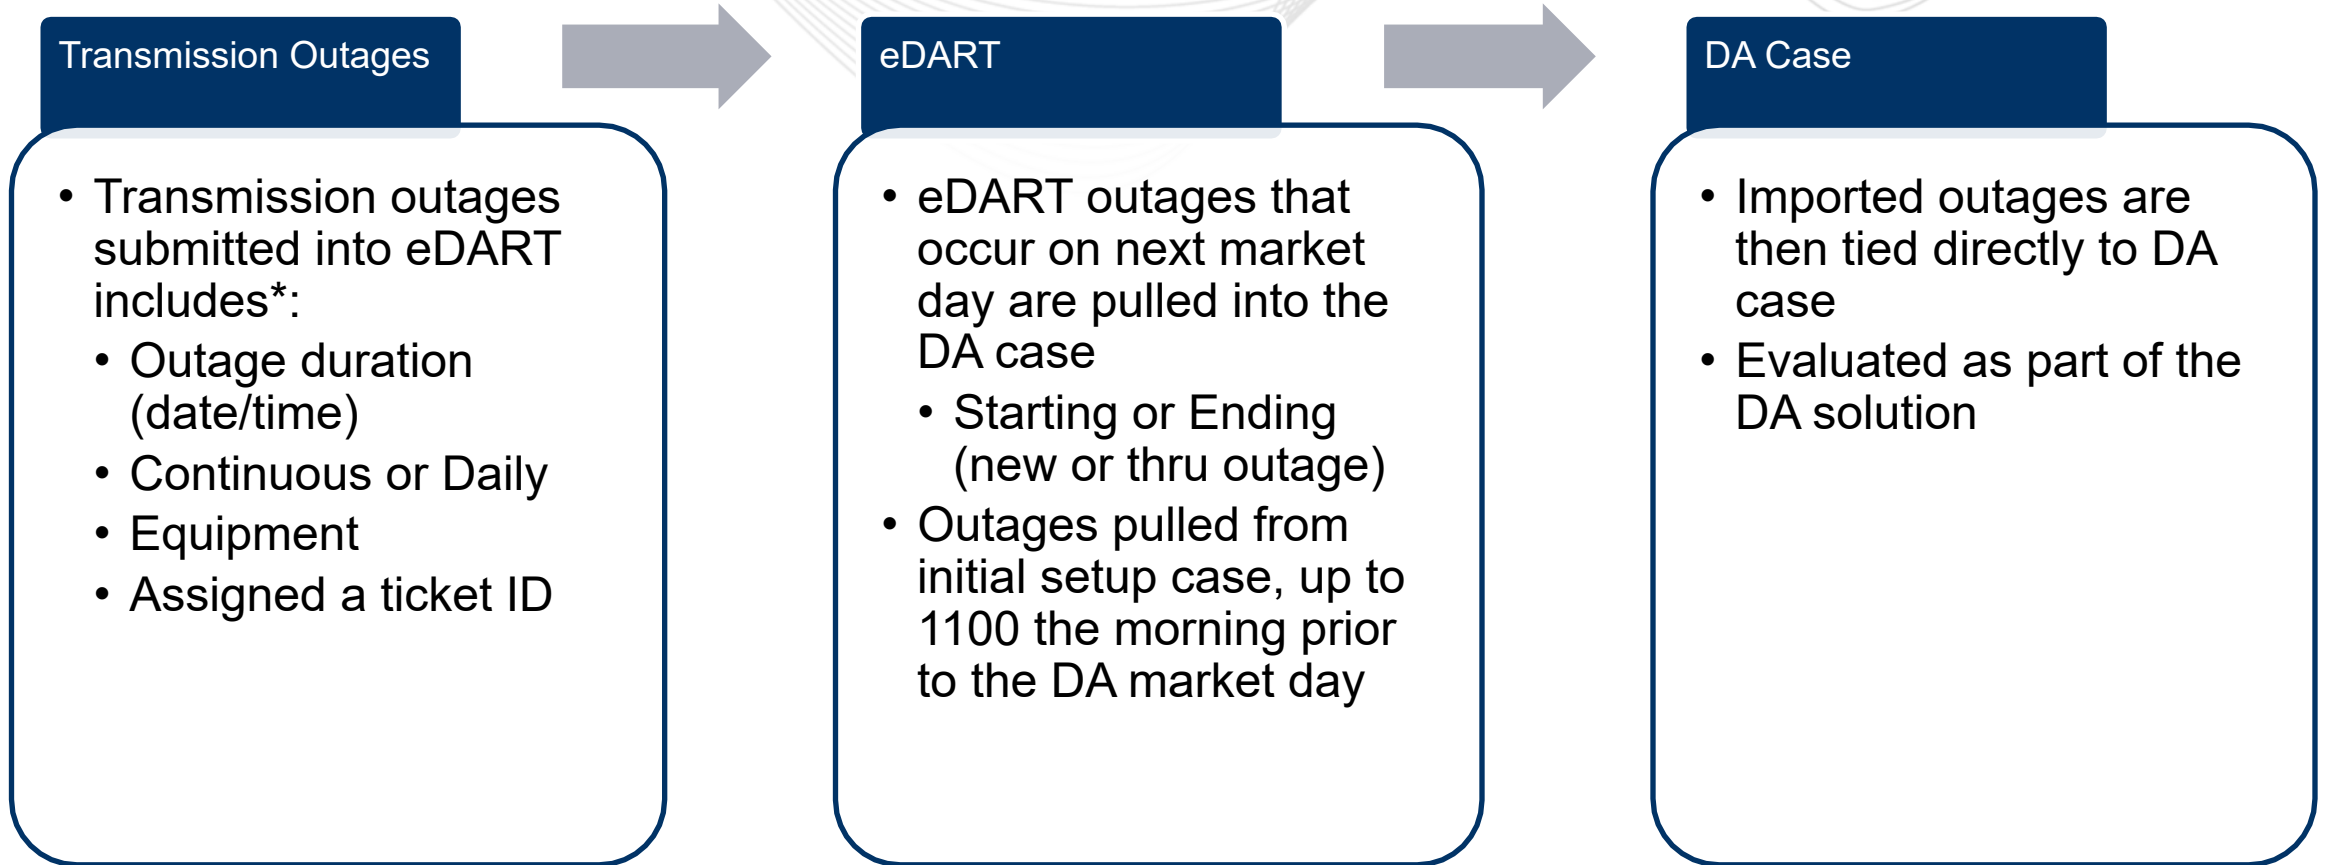 Transmission Outages
• Transmission outages
submitted into eDART
includes*:
• Outage duration
(date/time)
• Continuous or Daily
• Equipment
• Assigned a ticket ID
eDART
• eDART outages that
occur on next market
day are pulled into the
DA case
• Starting or Ending
(new or thru outage)
• Outages pulled from
initial setup case, up to
1100 the morning prior
to the DA market day
DA Case
• Imported outages are
then tied directly to DA
case
• Evaluated as part of the
DA solution